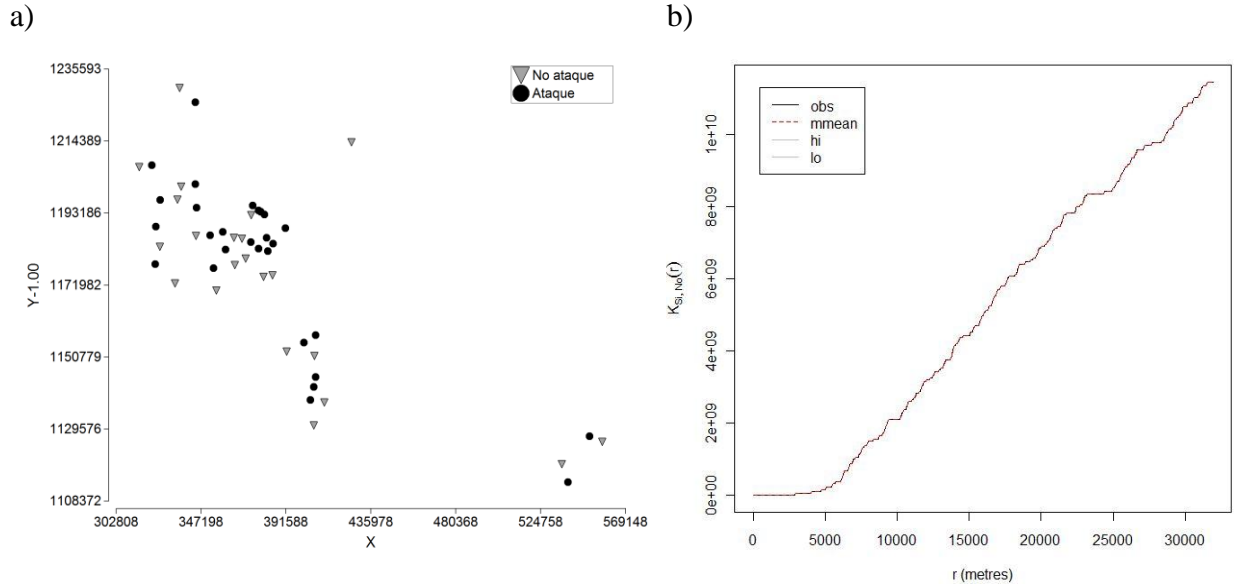 a)
No ataque
Ataque
1235593
1214389
1193186
1171982
1150779
1129576
1108372
Y-1.00
302808 347198 391588 435978 480368 524758 569148
X
b)
obs
mmean
hi
lo
1e+10
8e+09
6e+09
4e+09
2e+09
0e+00
K Si, No (r)
0 5000 10000 15000 20000 25000 30000
r (metres)